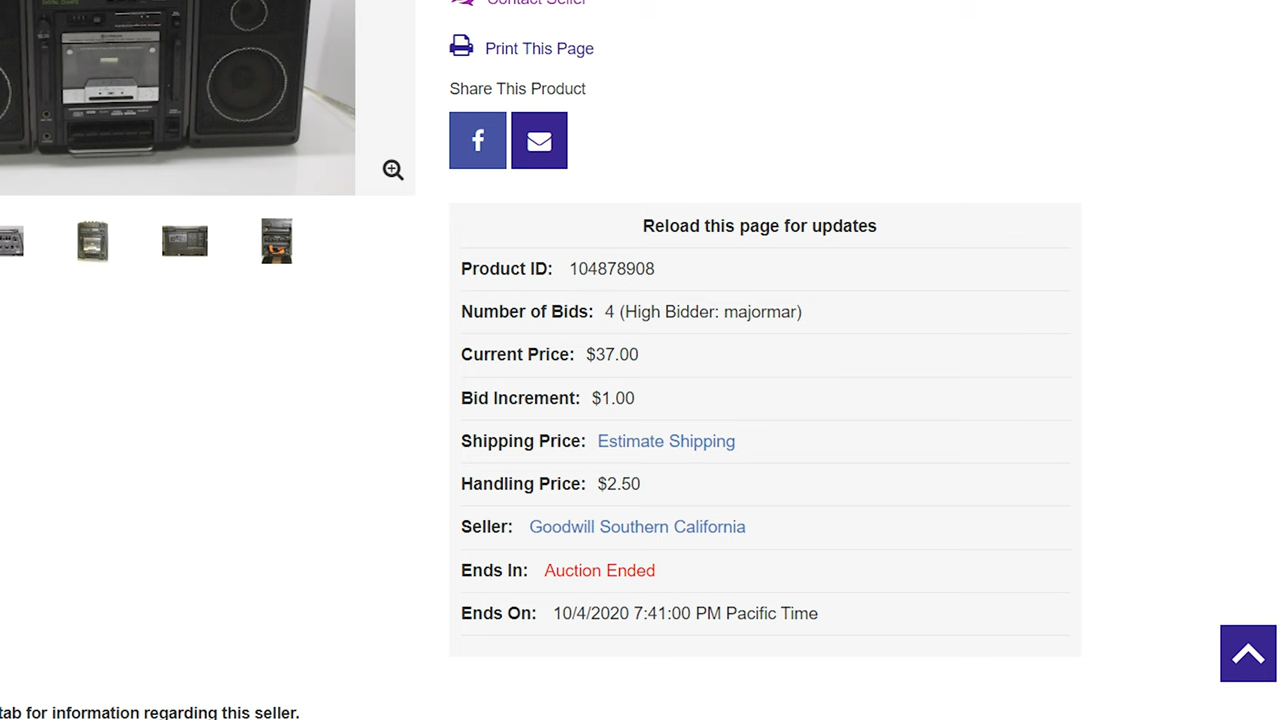 Contact Seller
Print This Page
Share This Product
Reload this page for updates
Product ID: 104878908
Number of Bids: 4 (High Bidder: majormar)
Current Price: $37.00
Bid Increment: $1.00
Shipping Price: Estimate Shipping
Handling Price: $2.50
Seller: Goodwill Southern California
Ends In: Auction Ended
Ends On: 10/4/2020 7:41:00 PM Pacific Time
tab for information regarding this seller.